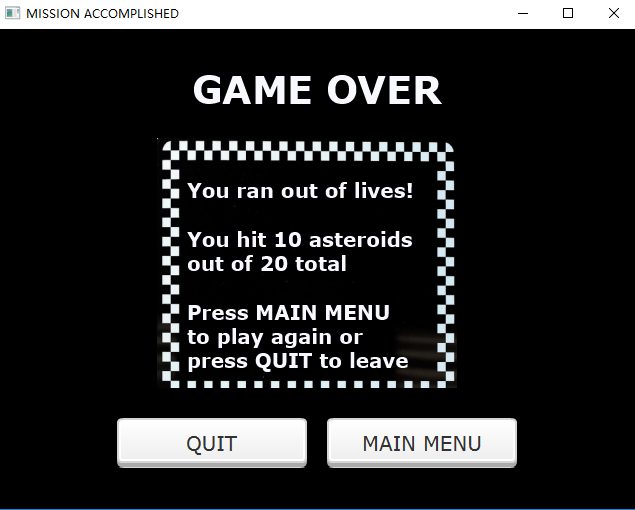 MISSION ACCOMPLISHED
GAME OVER
You ran out of lives!
You hit 10 asteroids
out of 20 total
Press MAIN MENU
to play again or
press QUIT to leave
QUIT
MAIN MENU